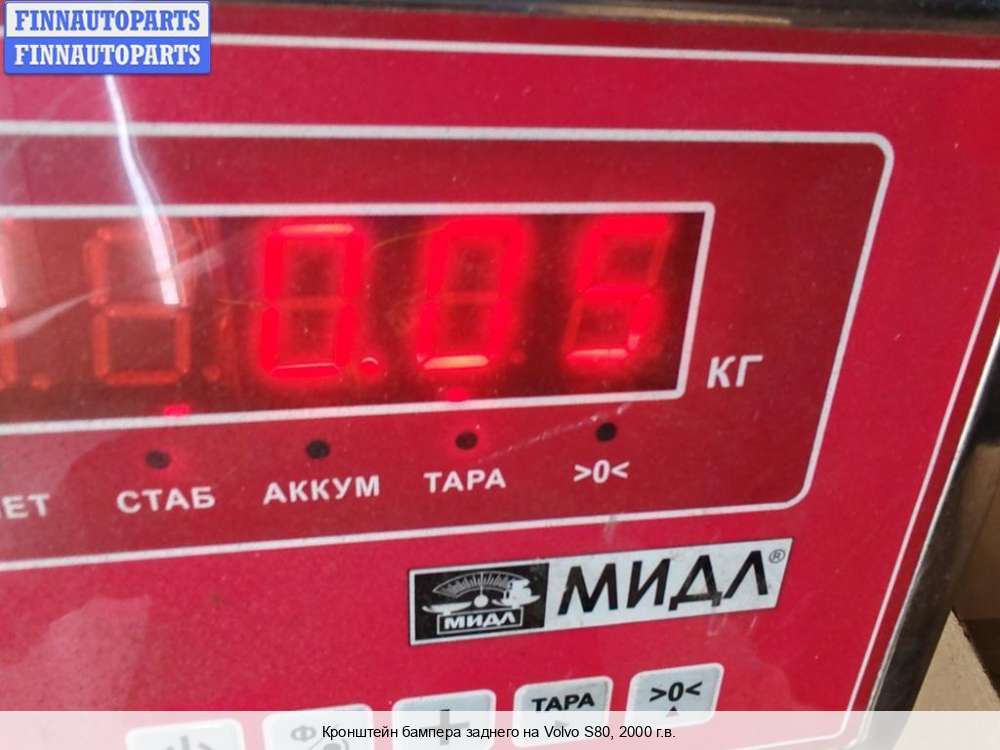 FINNAUTOPARTS
FINNAUTOPARTS
0.05
КГ
СТАБ
АККУМ
ТАРА
>0<
МИДЛ®
МИДЛ
ТАРА
>0<
Кронштейн бампера заднего на Volvo S80, 2000 г.в.